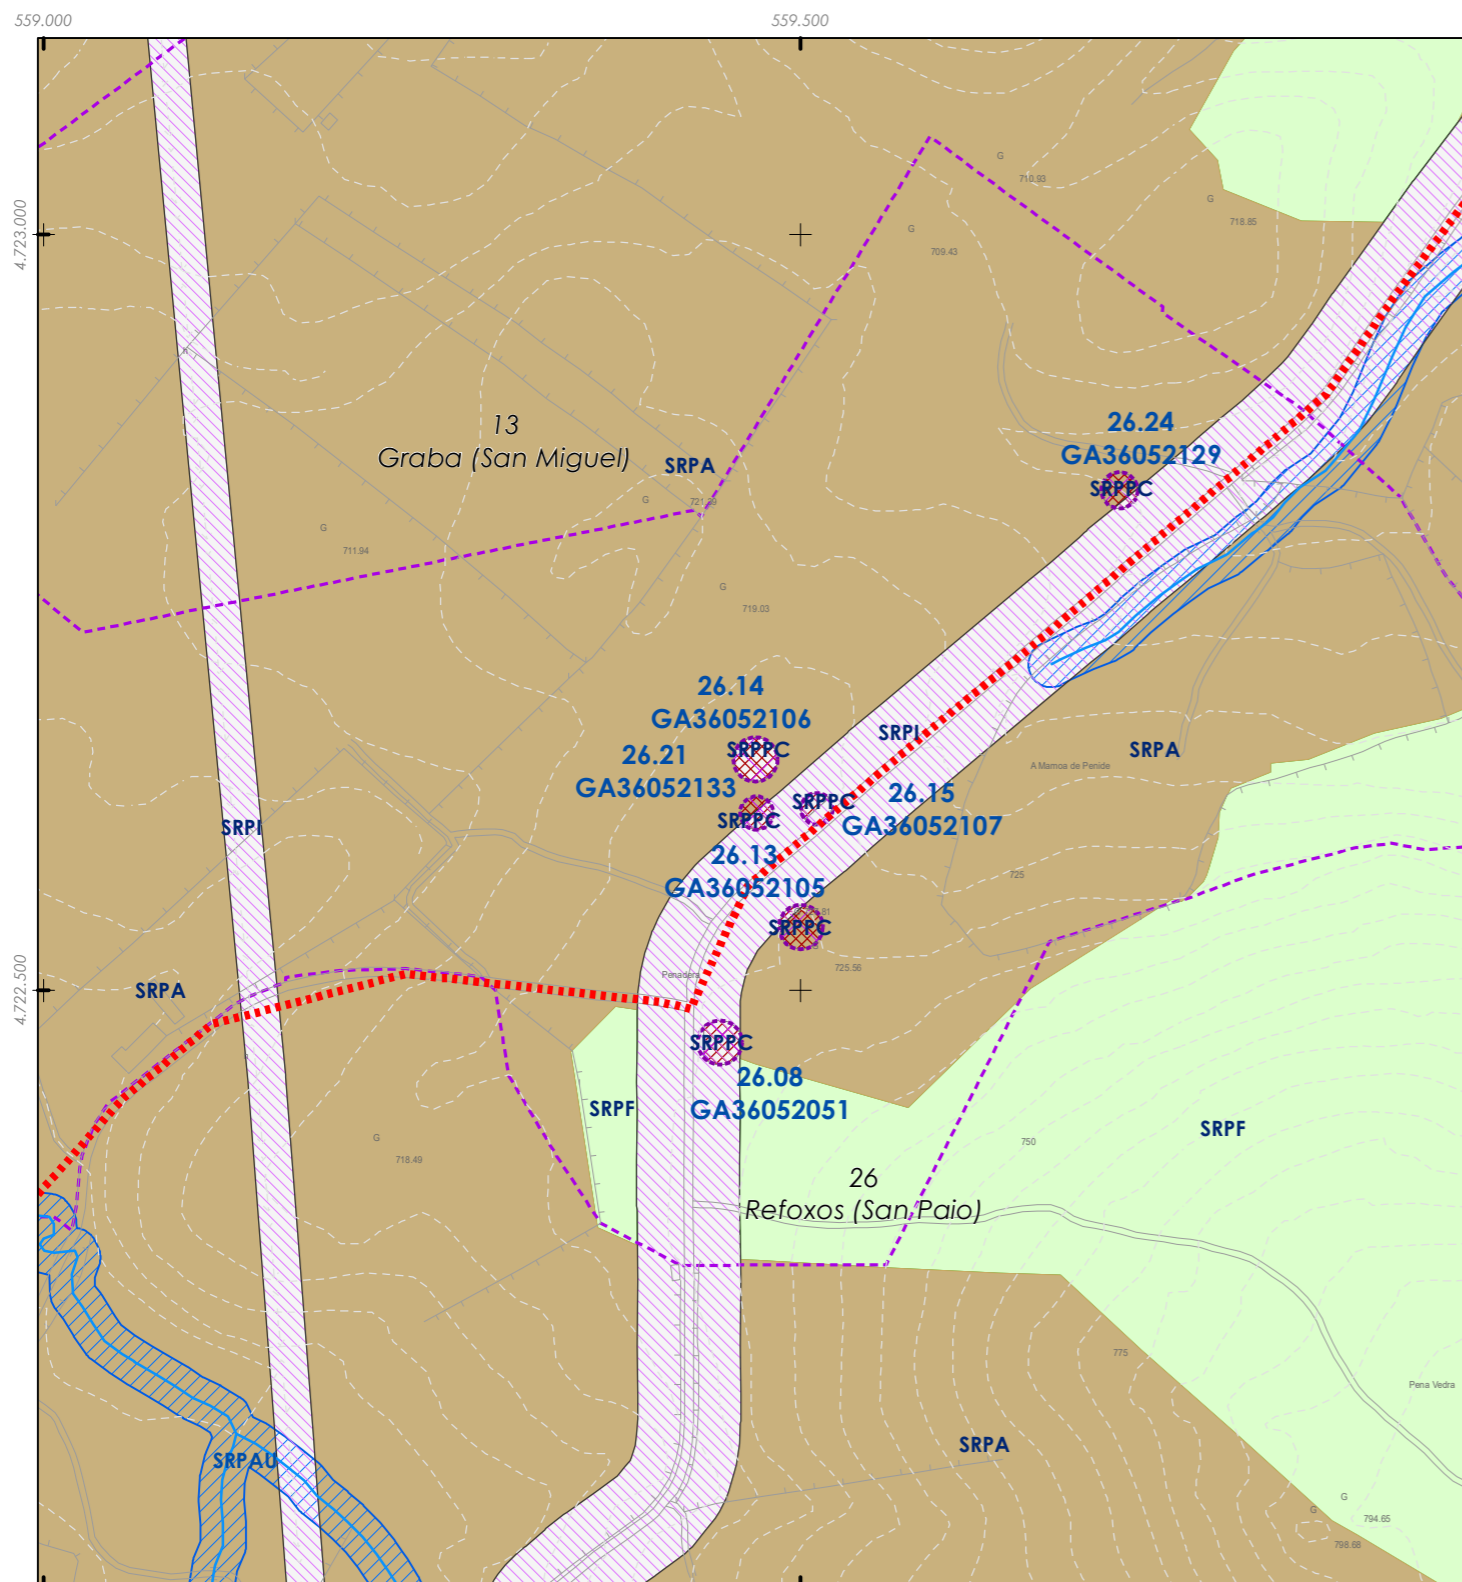 559.000
559.500
4.723.000
4.722.500
G
710.93
G
718.85
G
709.43
13
Graba (San Miguel)
SRPA
26.24
GA36052129
SRPPC
G
721.39
G
711.94
G
719.03
26.14
GA36052106
SRPPC
26.21
GA36052133
SRPPC
SRPI
SRPA
A Mamoa de Penide
SRPPC
26.15
GA36052107
SRPI
26.13
GA36052105
725
SRPPC
725.56
Penadera
SRPA
SRPPC
26.08
GA36052051
SRPF
SRPF
750
G
718.49
26
Refoxos (San Paio)
775
Pena Vedra
SRPA
SRPAU
G
794.65
G
798.68